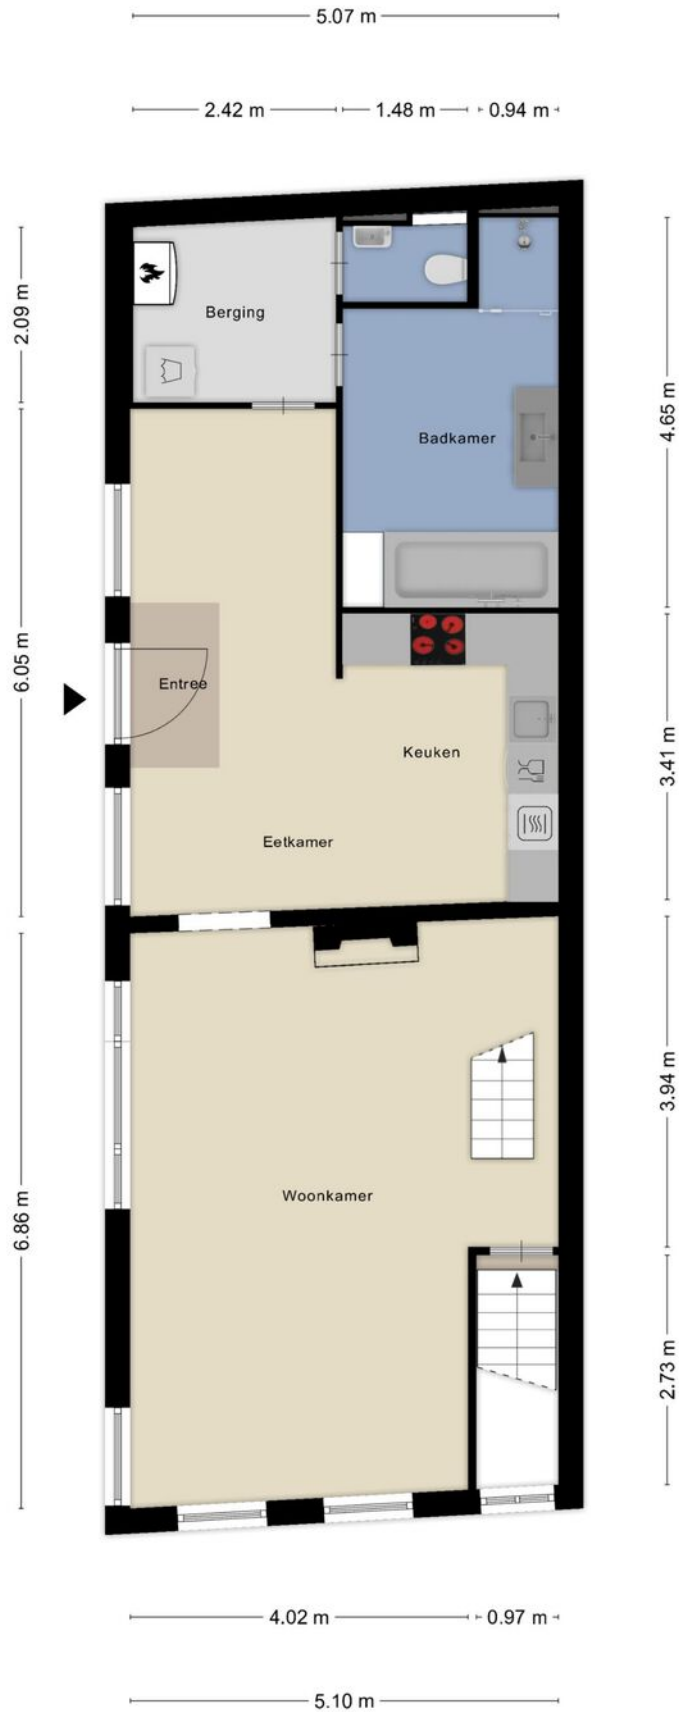 5.07 m
2.42 m
1.48 m
0.94 m
2.09 m
Berging
4.65 m
Badkamer
6.05 m
Entree
Keuken
3.41 m
Eetkamer
3.94 m
Woonkamer
6.86 m
2.73 m
4.02 m
0.97 m
5.10 m